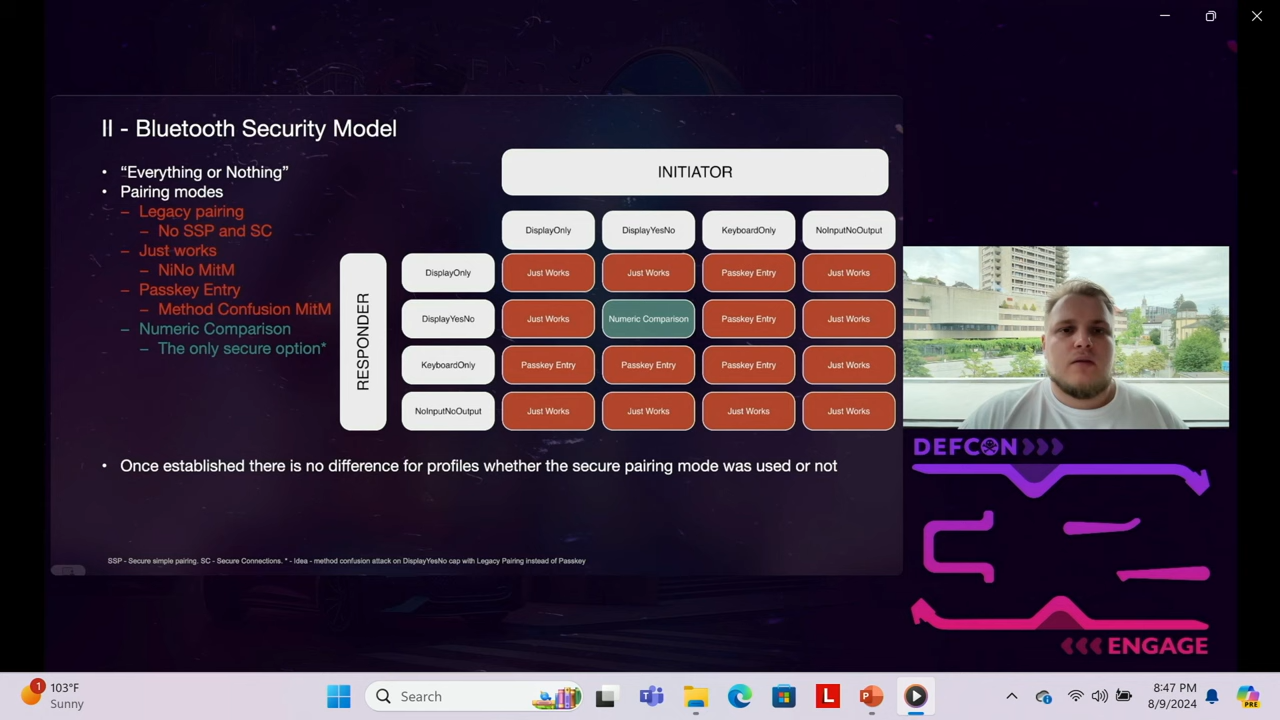 II - Bluetooth Security Model
• “Everything or Nothing”
• Pairing modes
– Legacy pairing
– No SSP and SC
– Just works
– NiNo MitM
– Passkey Entry
– Method Confusion MitM
– Numeric Comparison
– The only secure option*
INITIATOR
DisplayOnly DisplayYesNo KeyboardOnly NoInputNoOutput
RESPONDER
DisplayOnly Just Works Just Works Passkey Entry Just Works
DisplayYesNo Just Works Numeric Comparison Passkey Entry Just Works
KeyboardOnly Passkey Entry Passkey Entry Passkey Entry Just Works
NoInputNoOutput Just Works Just Works Just Works Just Works
• Once established there is no difference for profiles whether the secure pairing mode was used or not
SSP - Secure simple pairing. SC - Secure Connections. * - Idea - method confusion attack on DisplayYesNo cap with Legacy Pairing instead of Passkey
DEFCON
ENGAGE
1
103°F
Sunny
Search
L
8:47 PM
8/9/2024
PRE